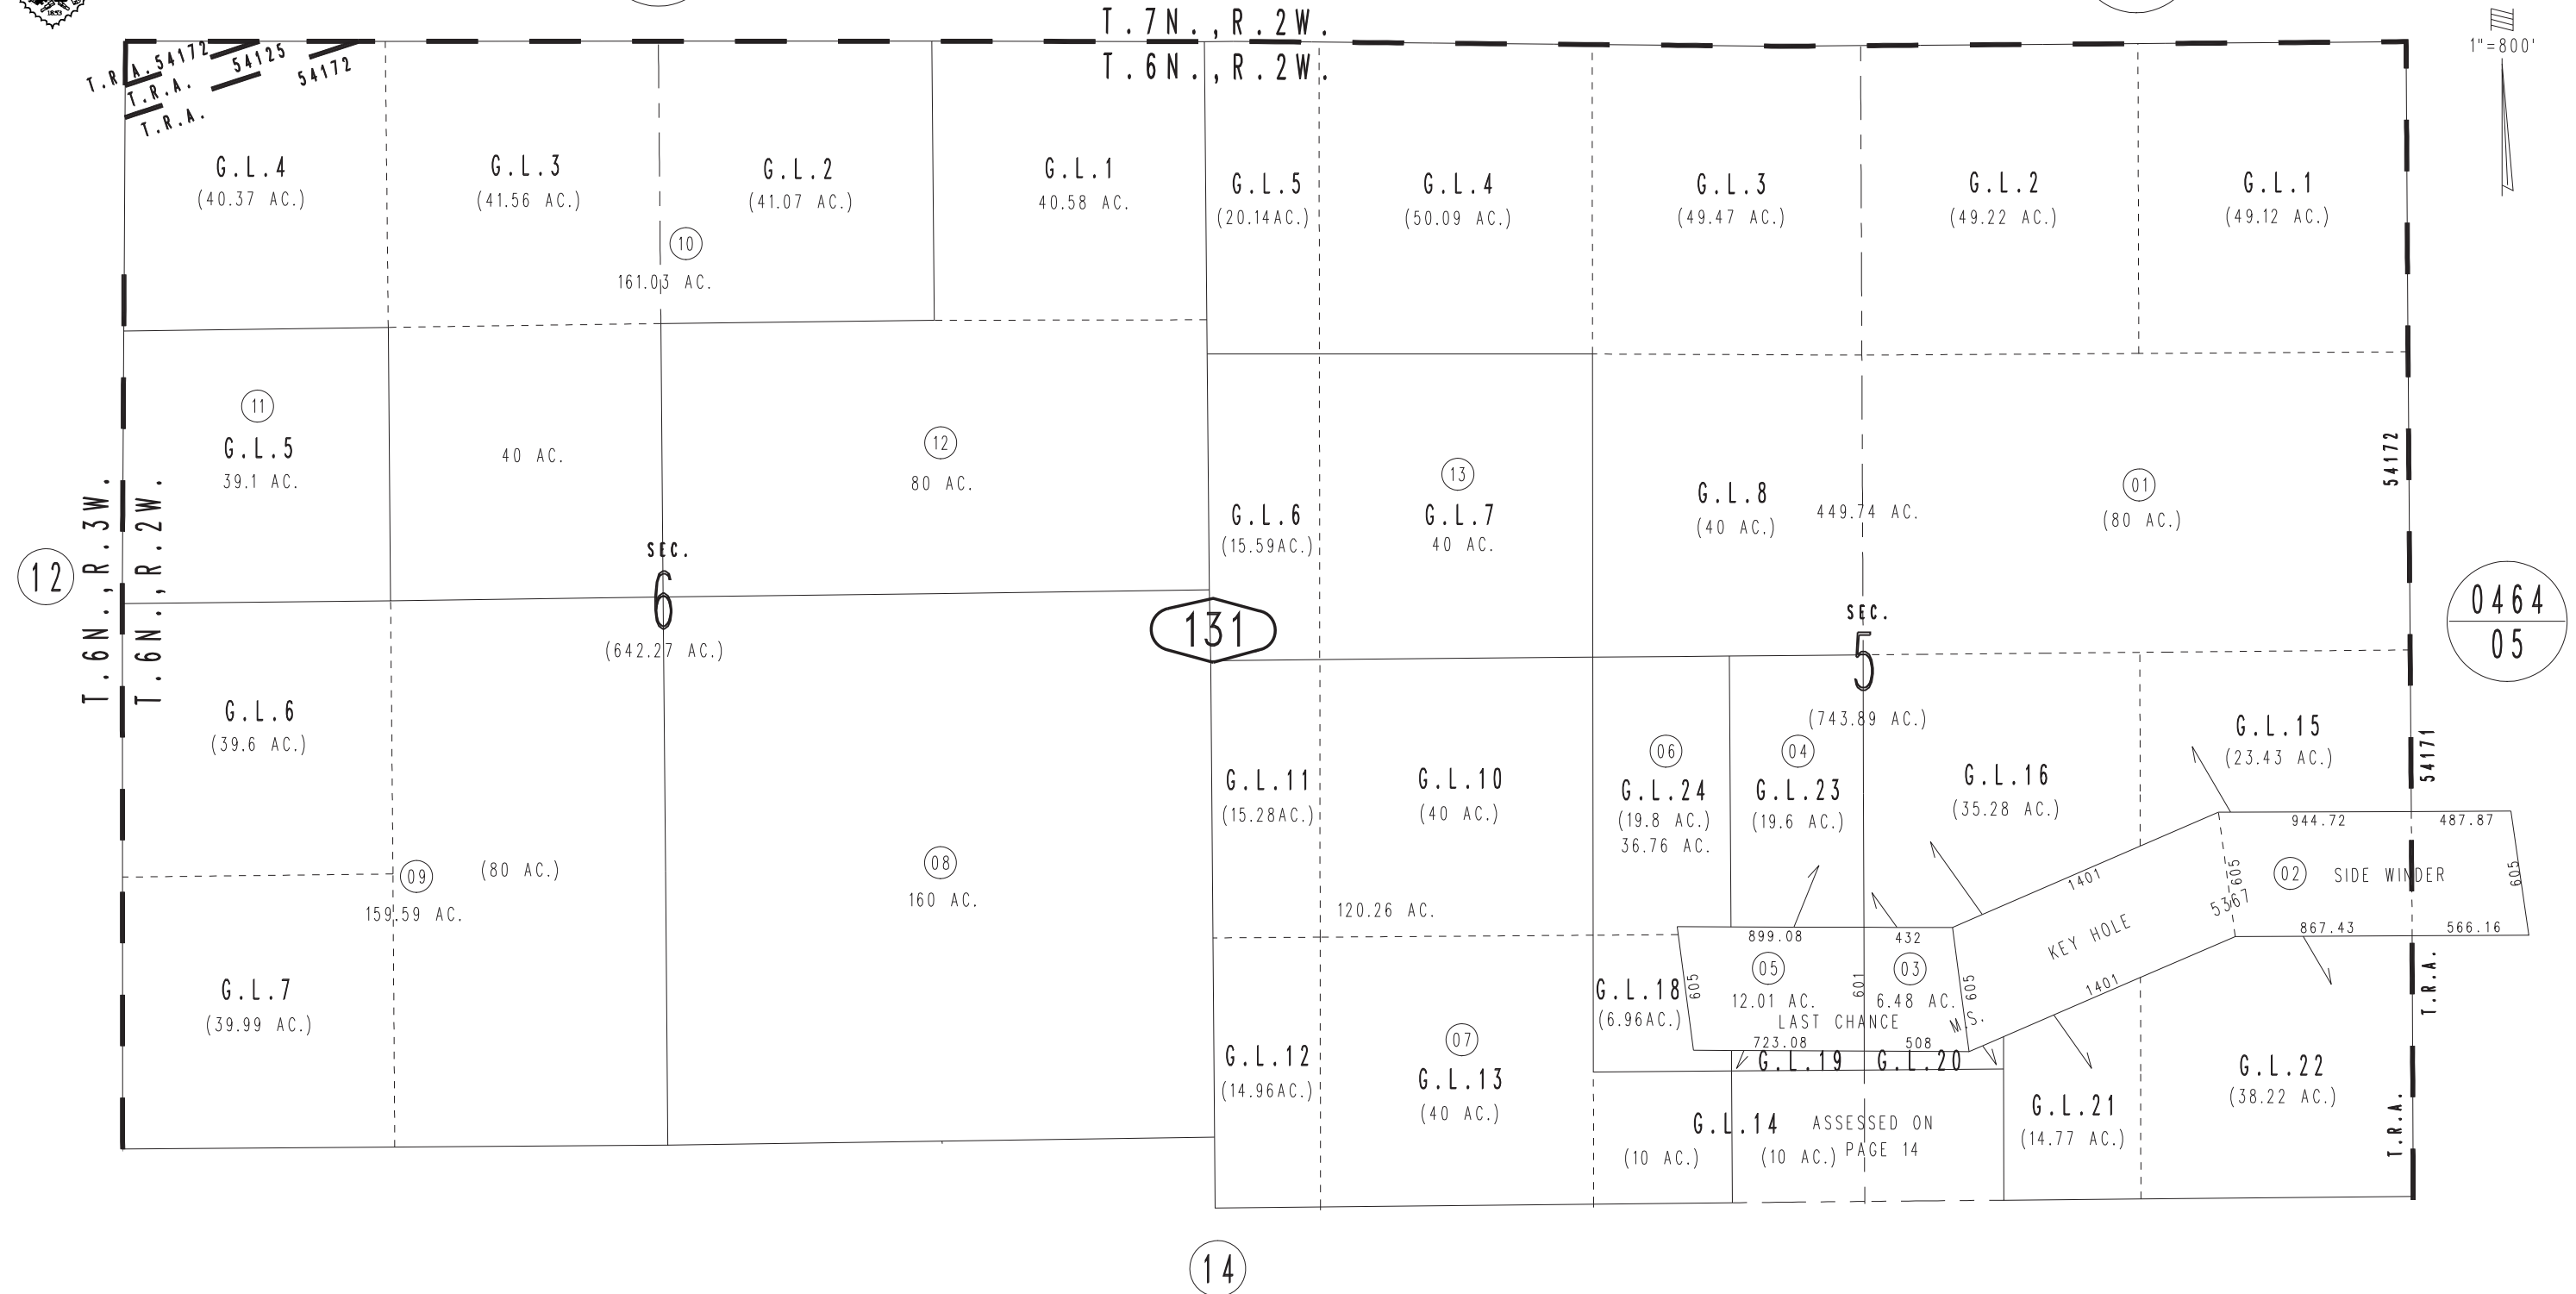 1853
T.7N.,R.2W.
T.6N.,R.2W.
1"=800'
T.R.A. 54172
54125
T.R.A.
54172
T.R.A.
G.L.4
(40.37 AC.)
G.L.3
(41.56 AC.)
G.L.2
(41.07 AC.)
G.L.1
40.58 AC.
10
161.03 AC.
G.L.5
(20.14AC.)
G.L.4
(50.09 AC.)
G.L.3
(49.47 AC.)
G.L.2
(49.22 AC.)
G.L.1
(49.12 AC.)
11
G.L.5
39.1 AC.
40 AC.
12
80 AC.
SEC.
6
(642.27 AC.)
G.L.6
(15.59AC.)
13
G.L.7
40 AC.
G.L.8
(40 AC.)
449.74 AC.
01
(80 AC.)
54172
12
T.6N.,R.3W.
T.6N.,R.2W.
131
SEC.
5
(743.89 AC.)
0464
05
G.L.6
(39.6 AC.)
09
(80 AC.)
159.59 AC.
G.L.7
(39.99 AC.)
08
160 AC.
G.L.11
(15.28AC.)
G.L.10
(40 AC.)
120.26 AC.
06
G.L.24
(19.8 AC.)
36.76 AC.
04
G.L.23
(19.6 AC.)
G.L.16
(35.28 AC.)
G.L.15
(23.43 AC.)
54171
944.72
487.87
1401
605
02
SIDE WINDER
605
5367
867.43
566.16
KEY HOLE
1401
899.08
432
605
05
12.01 AC.
601
03
6.48 AC.
605
LAST CHANCE
M.S.
723.08
508
G.L.18
(6.96AC.)
G.L.19
G.L.20
G.L.12
(14.96AC.)
07
G.L.13
(40 AC.)
G.L.14
(10 AC.)
(10 AC.)
ASSESSED ON
PAGE 14
G.L.21
(14.77 AC.)
G.L.22
(38.22 AC.)
T.R.A.
T.R.A.
14